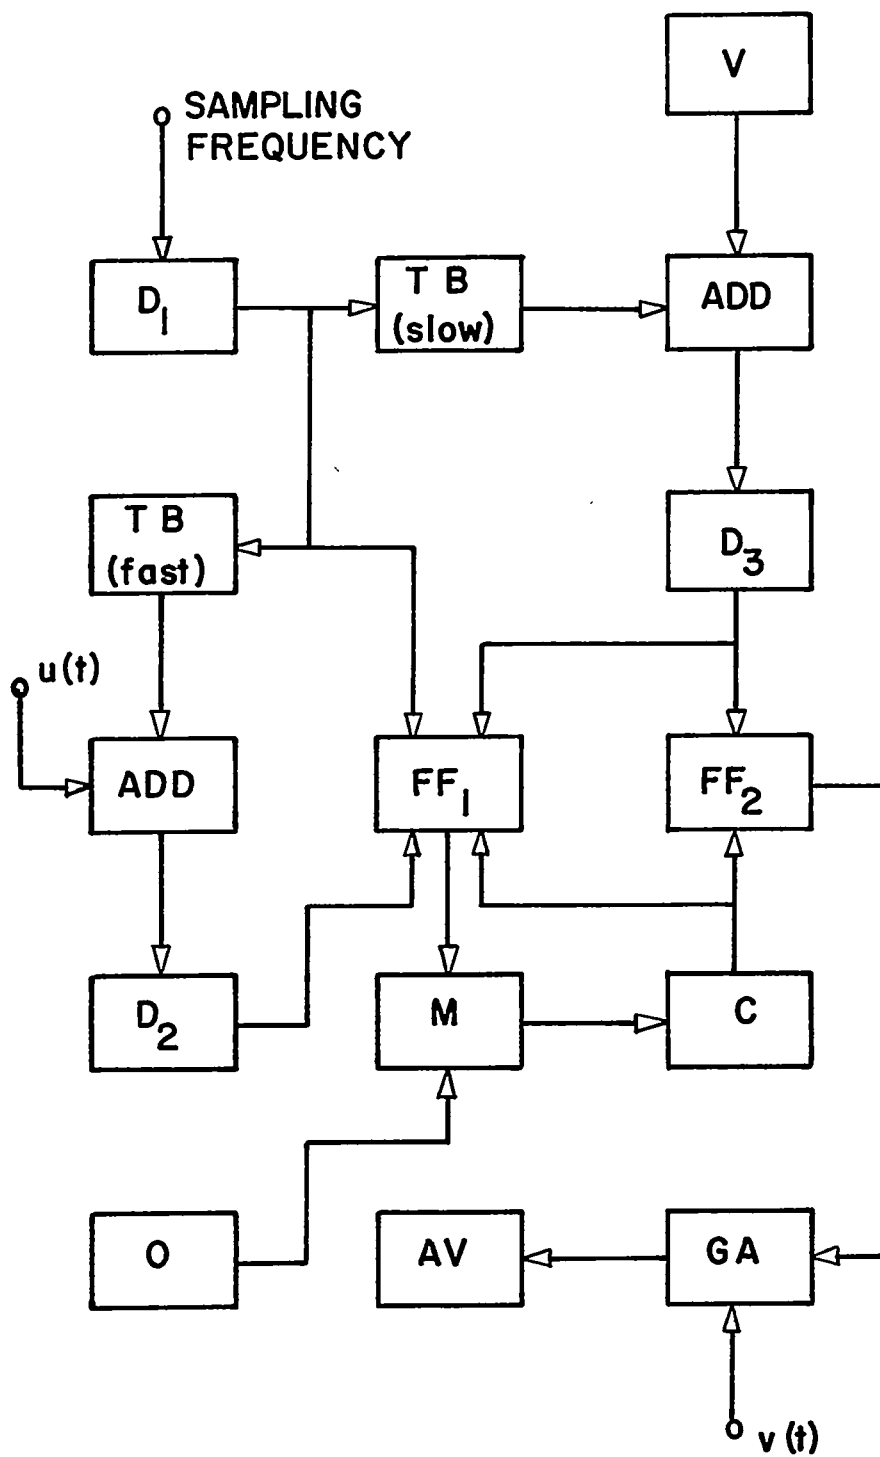 V
SAMPLING
FREQUENCY
D1
T B
(slow)
ADD
T B
(fast)
D3
u(t)
ADD
FF1
FF2
D2
M
C
O
AV
GA
v(t)